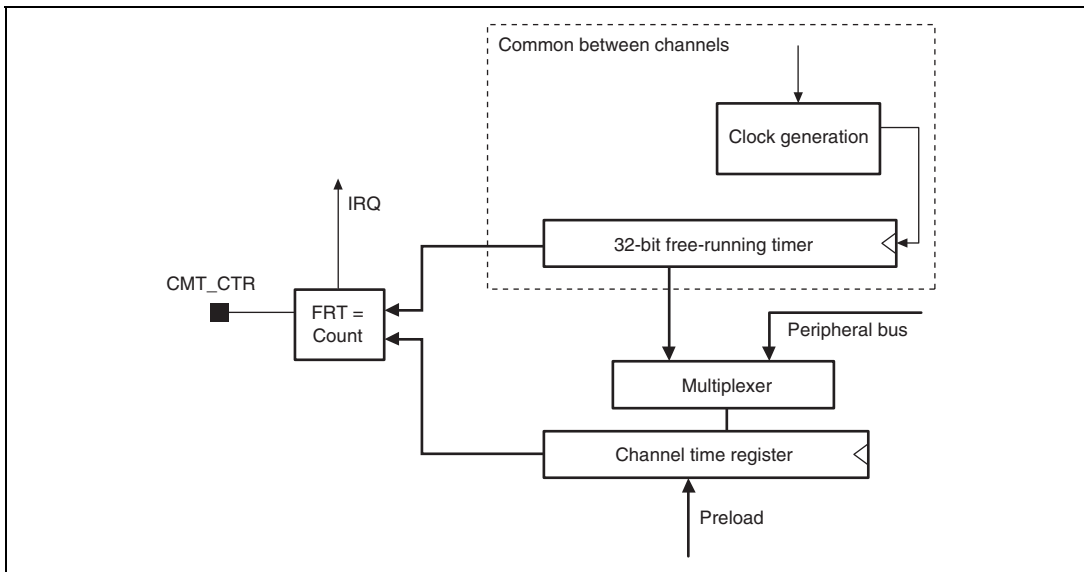 Common between channels
Clock generation
IRQ
32-bit free-running timer
CMT_CTR
FRT =
Count
Peripheral bus
Multiplexer
Channel time register
Preload